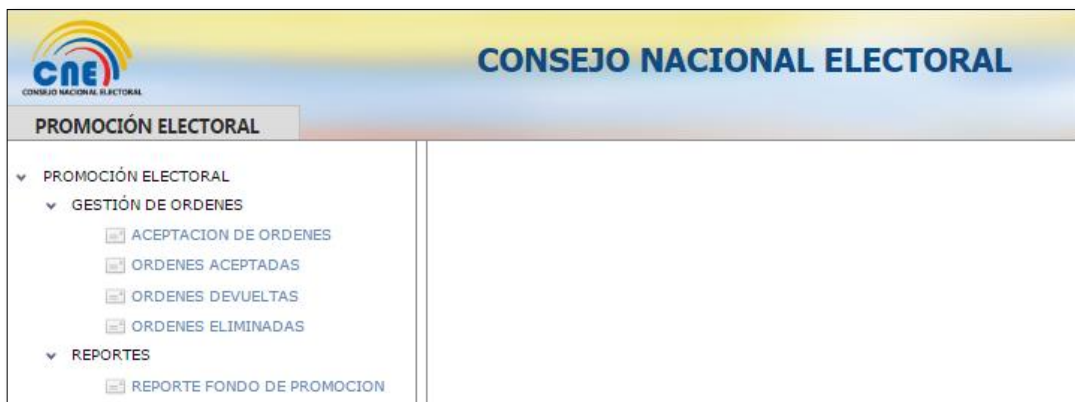 CNE
CONSEJO NACIONAL ELECTORAL
CONSEJO NACIONAL ELECTORAL
PROMOCIÓN ELECTORAL
PROMOCIÓN ELECTORAL
GESTIÓN DE ORDENES
ACEPTACION DE ORDENES
ORDENES ACEPTADAS
ORDENES DEVUELTAS
ORDENES ELIMINADAS
REPORTES
REPORTE FONDO DE PROMOCION